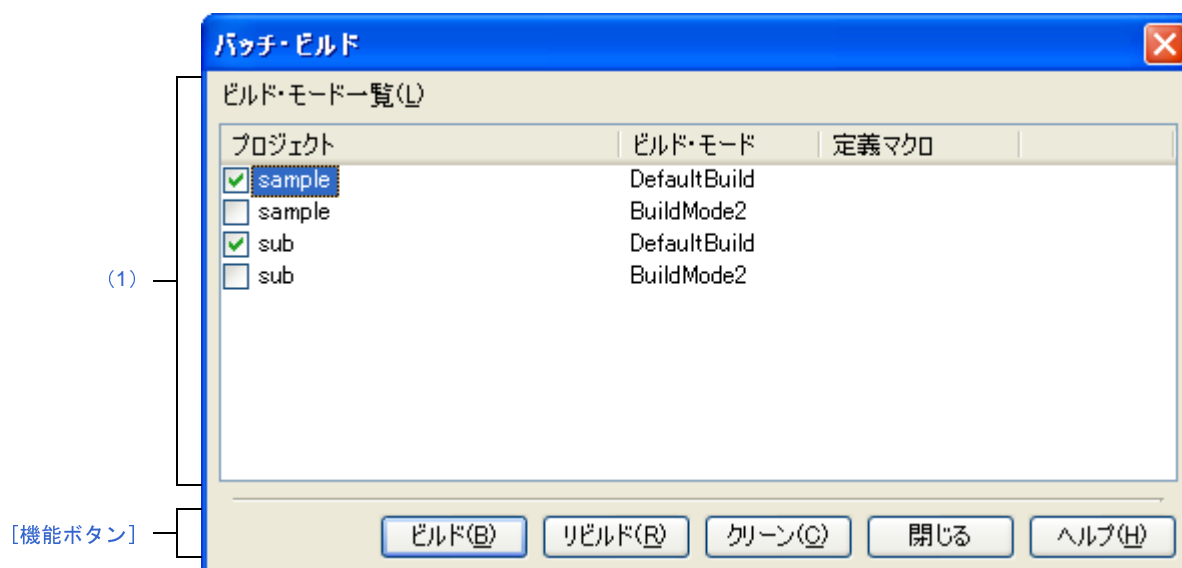 バッチ・ビルド
ビルド・モード一覧(L)
プロジェクト ビルド・モード 定義マクロ
sample DefaultBuild
sample BuildMode2
sub DefaultBuild
sub BuildMode2
(1)
[機能ボタン]
ビルド(B) リビルド(R) クリーン(C) 閉じる ヘルプ(H)